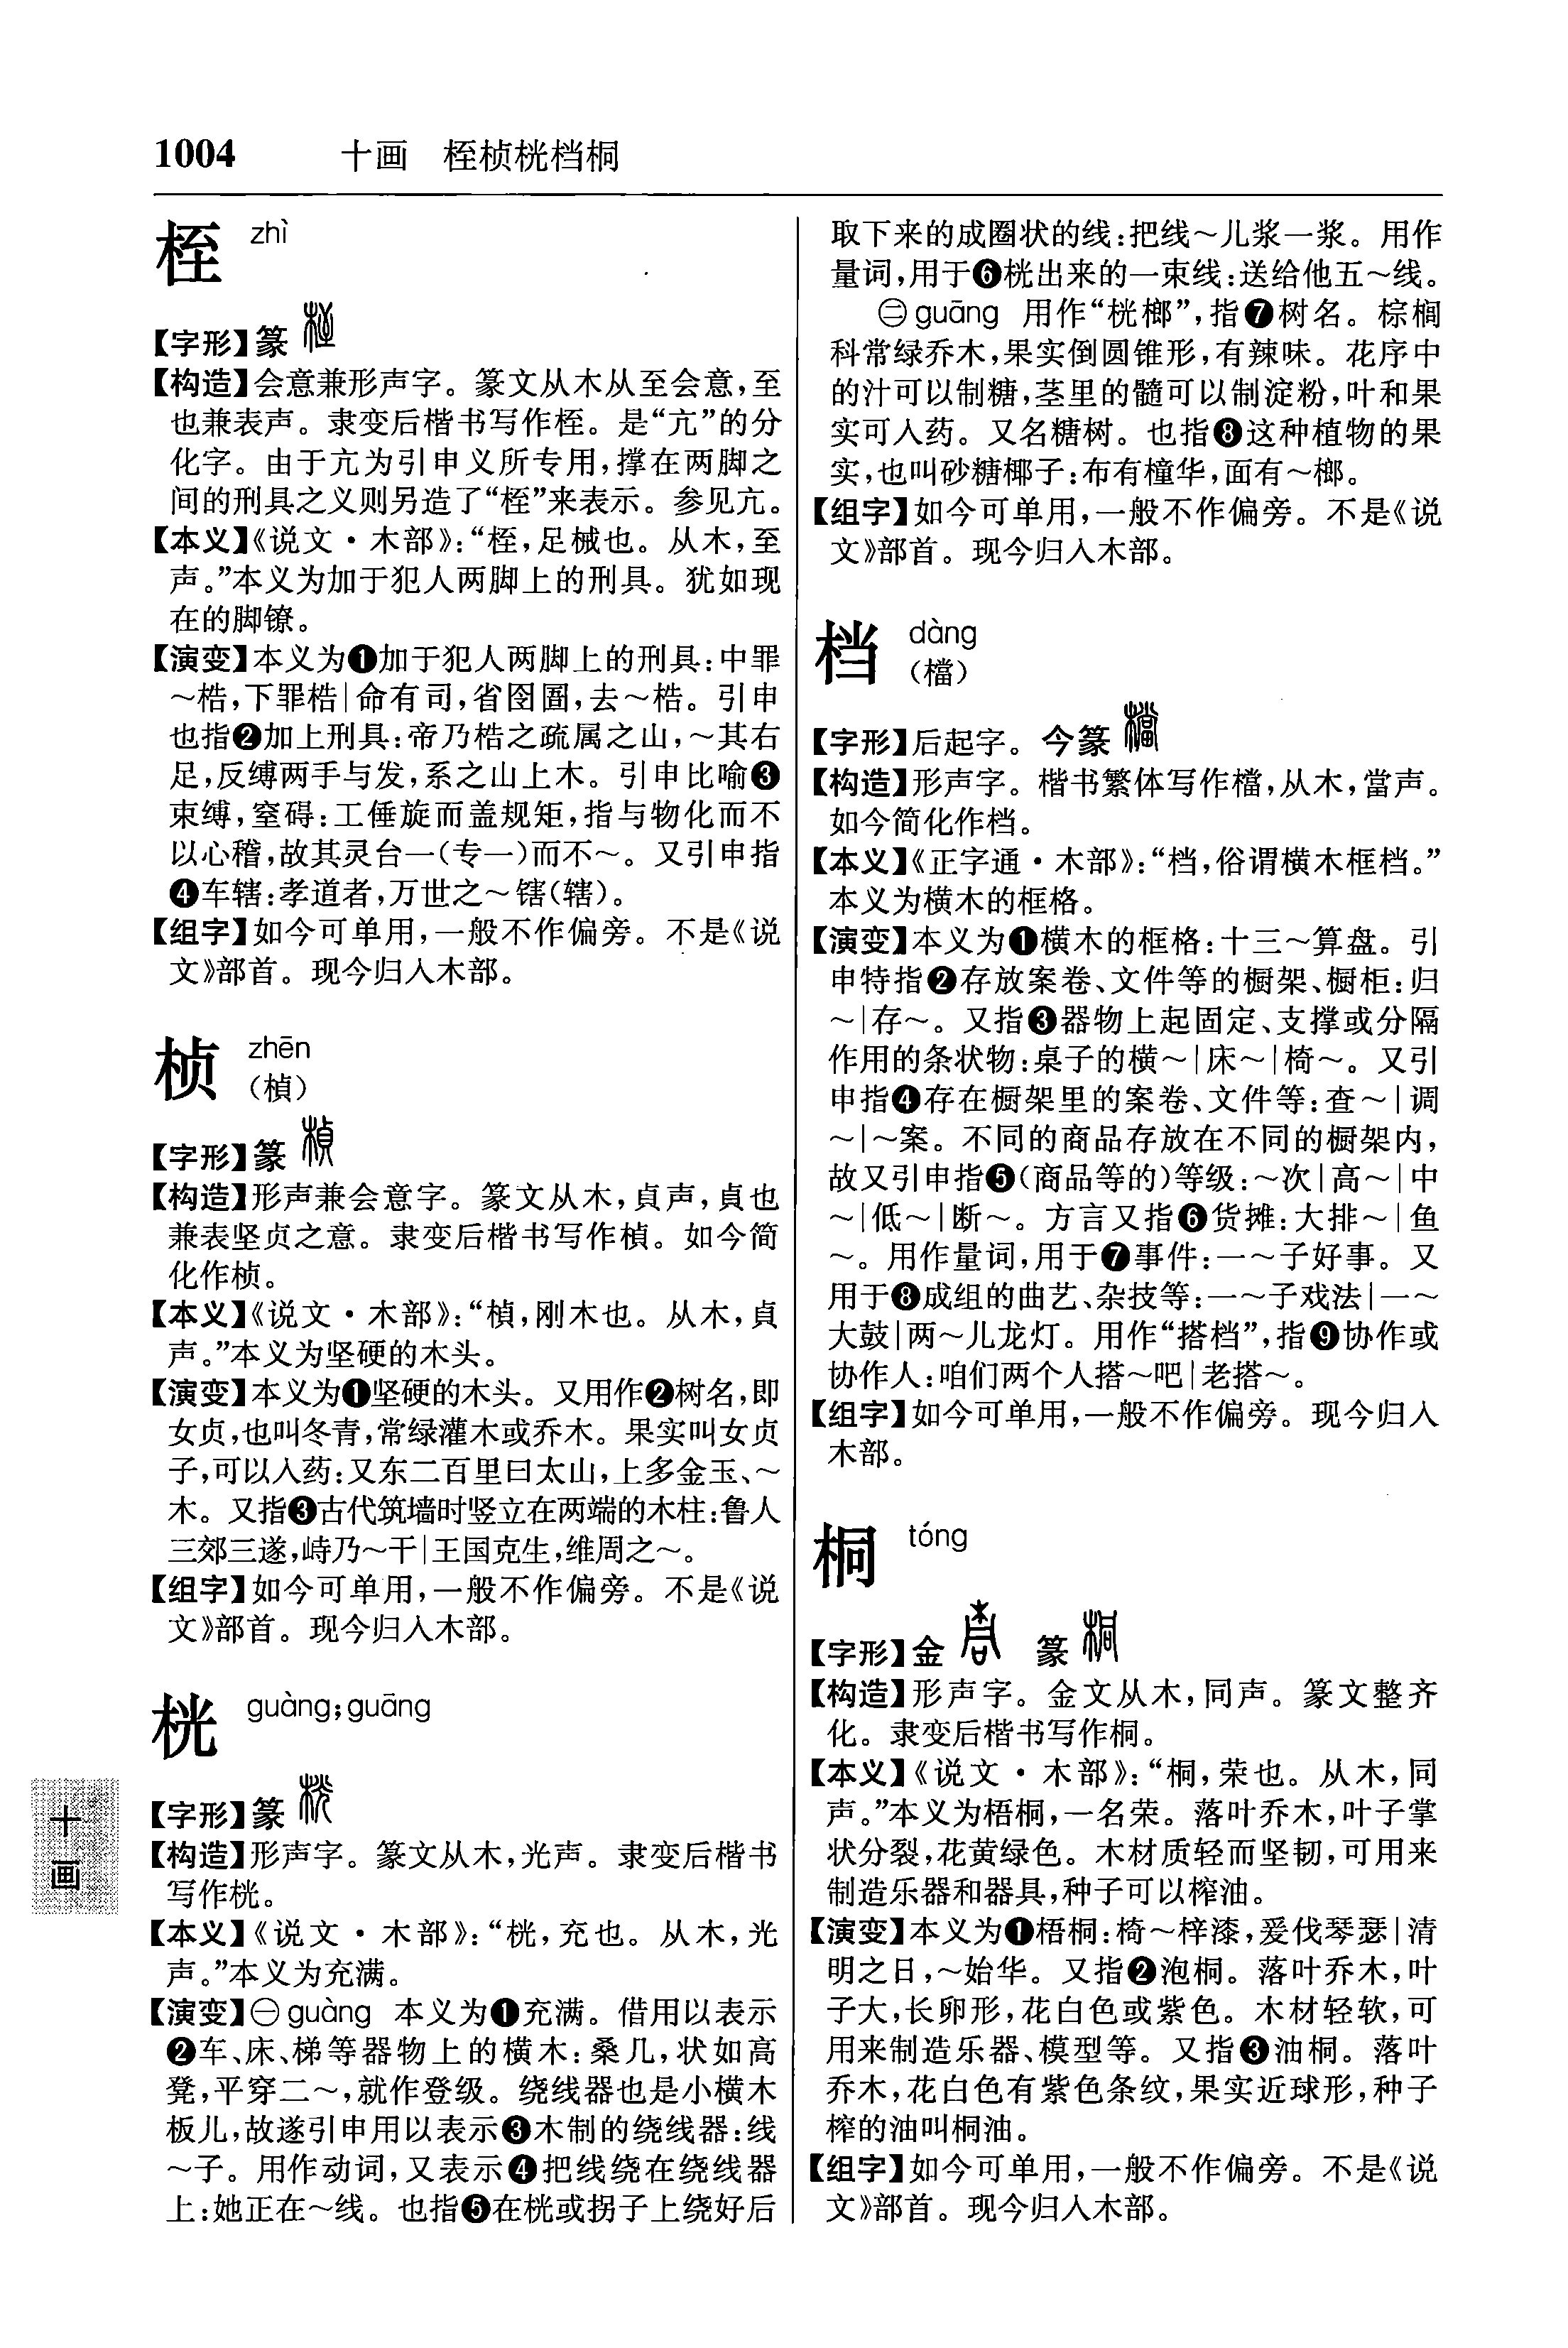 1004 十画 桎桢桄档桐
桎 zhì
【字形】篆
【构造】会意兼形声字。篆文从木从至会意,至
也兼表声。隶变后楷书写作桎。是“亢”的分
化字。由于亢为引申义所专用,撑在两脚之
间的刑具之义则另造了“桎”来表示。参见亢。
【本义】《说文·木部》:“桎,足械也。从木,至
声。”本义为加于犯人两脚上的刑具。犹如现
在的脚镣。
【演变】本义为❶加于犯人两脚上的刑具:中罪
～梏,下罪梏|命有司,省囹圄,去～梏。引申
也指❷加上刑具:帝乃梏之疏属之山,～其右
足,反缚两手与发,系之山上木。引申比喻❸
束缚,窒碍:工倕旋而盖规矩,指与物化而不
以心稽,故其灵台一(专一)而不～。又引申指
❹车辖:孝道者,万世之～辖(辖)。
【组字】如今可单用,一般不作偏旁。不是《说
文》部首。现今归入木部。
桢 zhēn
(楨)
【字形】篆
【构造】形声兼会意字。篆文从木,貞声,貞也
兼表坚贞之意。隶变后楷书写作楨。如今简
化作桢。
【本义】《说文·木部》:“楨,刚木也。从木,貞
声。”本义为坚硬的木头。
【演变】本义为❶坚硬的木头。又用作❷树名,即
女贞,也叫冬青,常绿灌木或乔木。果实叫女贞
子,可以入药:又东二百里曰太山,上多金玉、～
木。又指❸古代筑墙时竖立在两端的木柱:鲁人
三郊三遂,峙乃～干|王国克生,维周之～。
【组字】如今可单用,一般不作偏旁。不是《说
文》部首。现今归入木部。
桄 guàng;guāng
【字形】篆
【构造】形声字。篆文从木,光声。隶变后楷书
写作桄。
【本义】《说文·木部》:“桄,充也。从木,光
声。”本义为充满。
【演变】㊀guàng 本义为❶充满。借用以表示
❷车、床、梯等器物上的横木:桑几,状如高
凳,平穿二～,就作登级。绕线器也是小横木
板儿,故遂引申用以表示❸木制的绕线器:线
～子。用作动词,又表示❹把线绕在绕线器
上:她正在～线。也指❺在桄或拐子上绕好后
取下来的成圈状的线:把线～儿浆一浆。用作
量词,用于❻桄出来的一束线:送给他五～线。
㊁guāng 用作“桄榔”,指❼树名。棕榈
科常绿乔木,果实倒圆锥形,有辣味。花序中
的汁可以制糖,茎里的髓可以制淀粉,叶和果
实可入药。又名糖树。也指❽这种植物的果
实,也叫砂糖椰子:布有橦华,面有～榔。
【组字】如今可单用,一般不作偏旁。不是《说
文》部首。现今归入木部。
档 dàng
(檔)
【字形】后起字。今篆
【构造】形声字。楷书繁体写作檔,从木,當声。
如今简化作档。
【本义】《正字通·木部》:“档,俗谓横木框档。”
本义为横木的框格。
【演变】本义为❶横木的框格:十三～算盘。引
申特指❷存放案卷、文件等的橱架、橱柜:归
～|存～。又指❸器物上起固定、支撑或分隔
作用的条状物:桌子的横～|床～|椅～。又引
申指❹存在橱架里的案卷、文件等:查～|调
～|～案。不同的商品存放在不同的橱架内,
故又引申指❺(商品等的)等级:～次|高～|中
～|低～|断～。方言又指❻货摊:大排～|鱼
～。用作量词,用于❼事件:一～子好事。又
用于❽成组的曲艺、杂技等:一～子戏法|一～
大鼓|两～儿龙灯。用作“搭档”,指❾协作或
协作人:咱们两个人搭～吧|老搭～。
【组字】如今可单用,一般不作偏旁。现今归入
木部。
桐 tóng
【字形】金 篆
【构造】形声字。金文从木,同声。篆文整齐
化。隶变后楷书写作桐。
【本义】《说文·木部》:“桐,荣也。从木,同
声。”本义为梧桐,一名荣。落叶乔木,叶子掌
状分裂,花黄绿色。木材质轻而坚韧,可用来
制造乐器和器具,种子可以榨油。
【演变】本义为❶梧桐:椅～梓漆,爰伐琴瑟|清
明之日,～始华。又指❷泡桐。落叶乔木,叶
子大,长卵形,花白色或紫色。木材轻软,可
用来制造乐器、模型等。又指❸油桐。落叶
乔木,花白色有紫色条纹,果实近球形,种子
榨的油叫桐油。
【组字】如今可单用,一般不作偏旁。不是《说
文》部首。现今归入木部。
十画